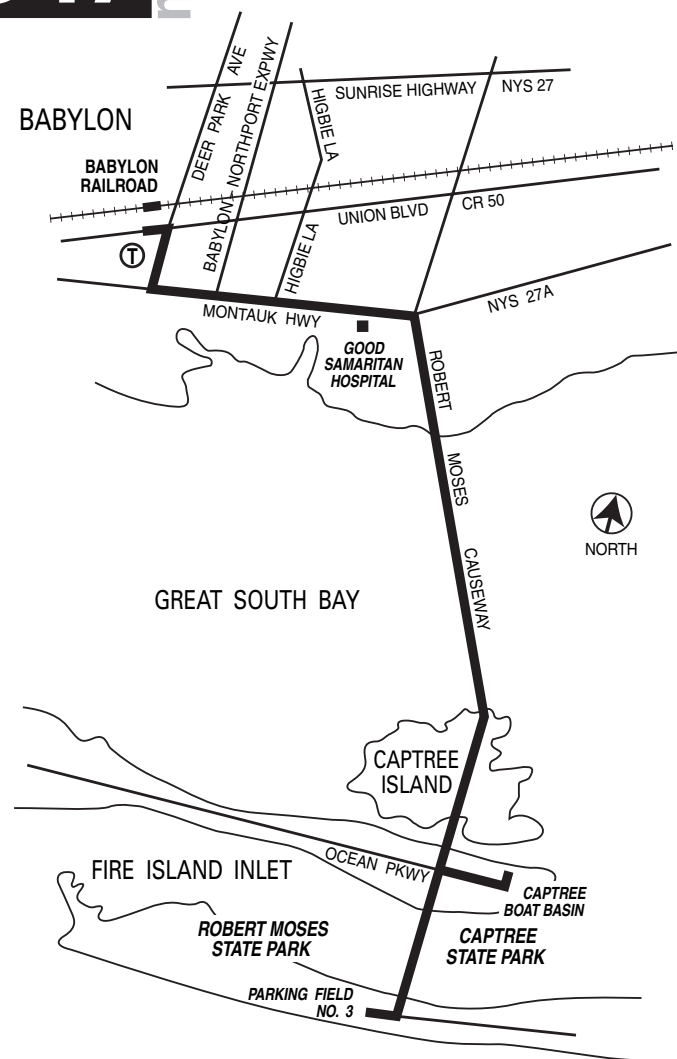 BABYLON
BABYLON
RAILROAD
DEER PARK AVE
BABYLON - NORTHPORT EXPWY
HIGBIE LA
SUNRISE HIGHWAY
NYS 27
UNION BLVD
CR 50
T
HIGBIE LA
MONTAUK HWY
NYS 27A
GOOD
SAMARITAN
HOSPITAL
ROBERT MOSES CAUSEWAY
NORTH
GREAT SOUTH BAY
CAPTREE
ISLAND
OCEAN PKWY
FIRE ISLAND INLET
CAPTREE
BOAT BASIN
ROBERT MOSES
STATE PARK
CAPTREE
STATE PARK
PARKING FIELD
NO. 3